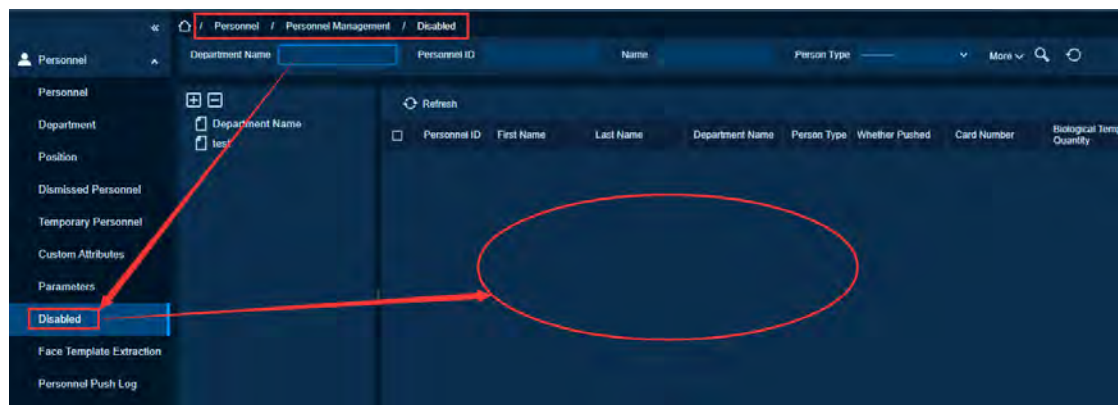 « / Personnel / Personnel Management / Disabled
Personnel
Department Name Personnel ID Name Person Type ------ More
Personnel
Department
Position
Dismissed Personnel
Temporary Personnel
Custom Attributes
Parameters
Disabled
Face Template Extraction
Personnel Push Log
Department Name
test
Refresh
Personnel ID First Name Last Name Department Name Person Type Whether Pushed Card Number Biological Temp
Quantity